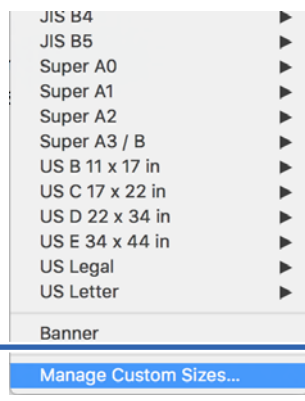 JIS B4
JIS B5
Super A0
Super A1
Super A2
Super A3 / B
US B 11 x 17 in
US C 17 x 22 in
US D 22 x 34 in
US E 34 x 44 in
US Legal
US Letter
Banner
Manage Custom Sizes...